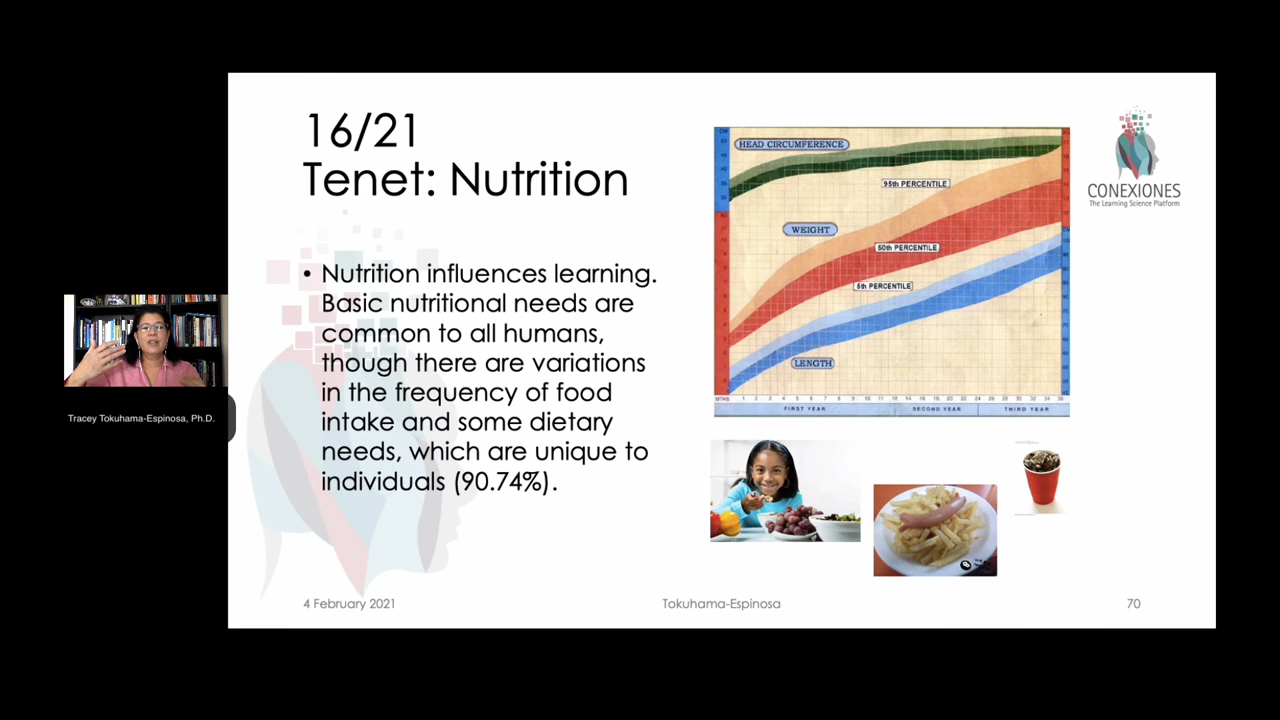 16/21
Tenet: Nutrition
• Nutrition influences learning.
Basic nutritional needs are
common to all humans,
though there are variations
in the frequency of food
intake and some dietary
needs, which are unique to
individuals (90.74%).
HEAD CIRCUMFERENCE
95th PERCENTILE
WEIGHT
50th PERCENTILE
5th PERCENTILE
LENGTH
FIRST YEAR
SECOND YEAR
THIRD YEAR
CONEXIONES
The Learning Science Platform
Tracey Tokuhama-Espinosa, Ph.D.
4 February 2021
Tokuhama-Espinosa
70